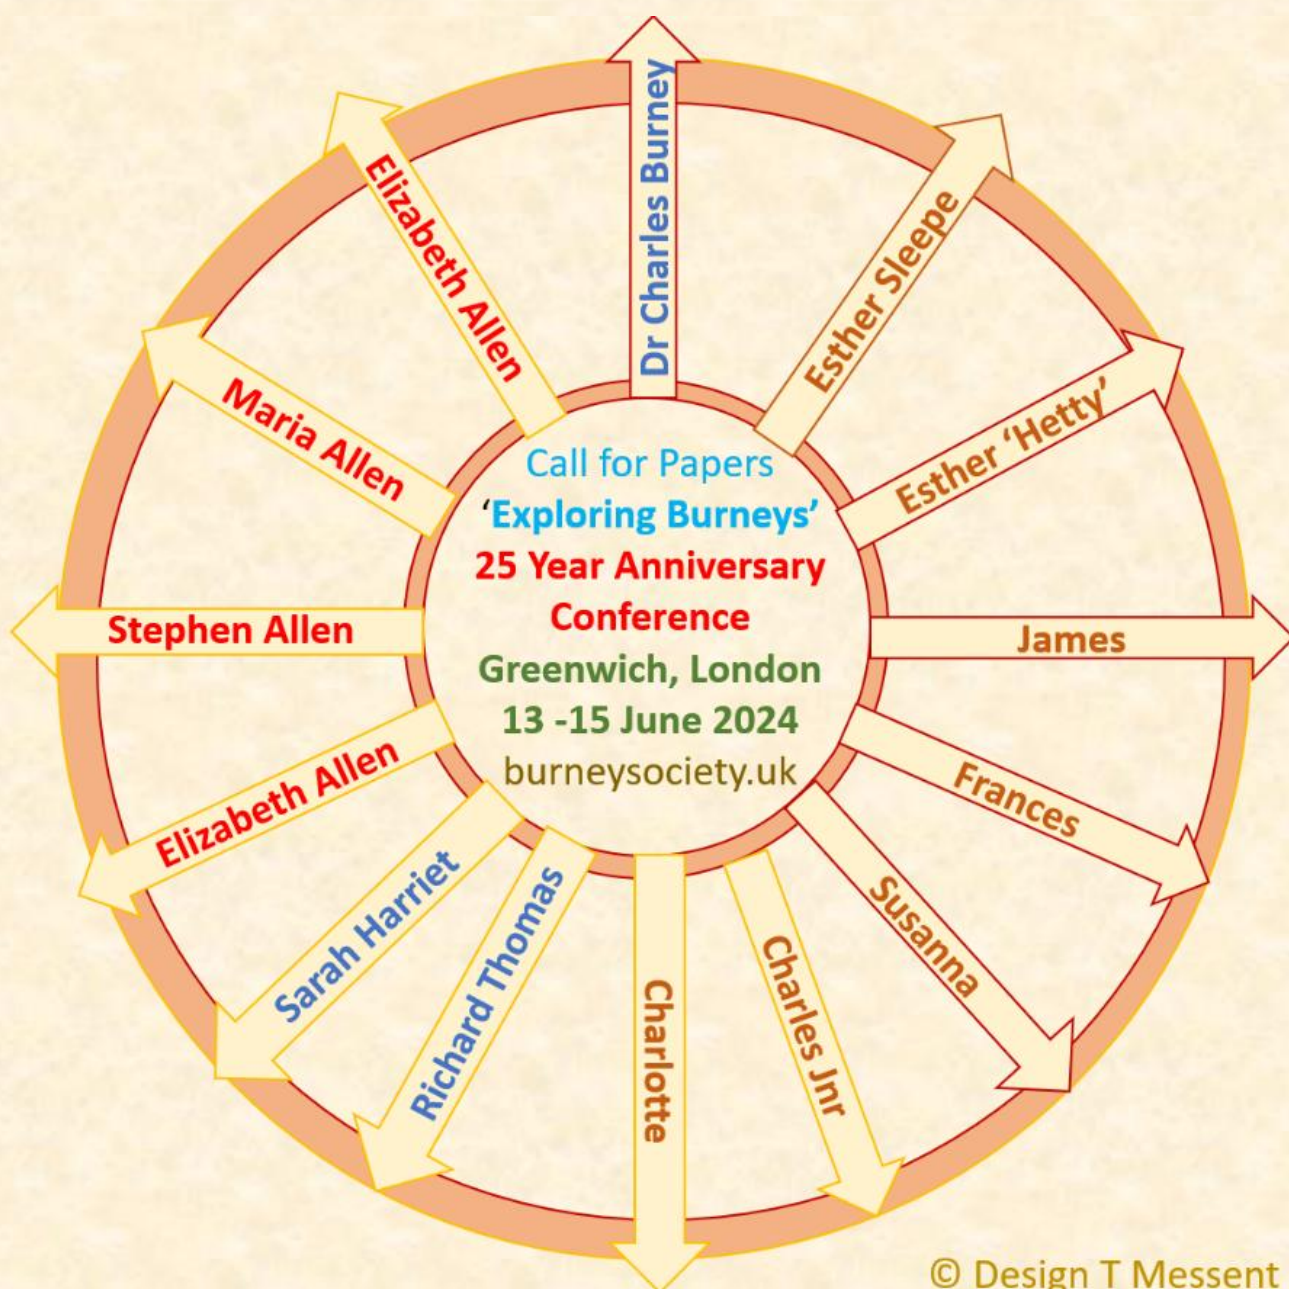 Dr Charles Burney
Esther Sleepe
Esther ‘Hetty’
James
Frances
Susanna
Charles Jnr
Charlotte
Richard Thomas
Sarah Harriet
Elizabeth Allen
Stephen Allen
Maria Allen
Elizabeth Allen
Call for Papers
‘Exploring Burneys’
25 Year Anniversary
Conference
Greenwich, London
13 -15 June 2024
burneysociety.uk
© Design T Messent